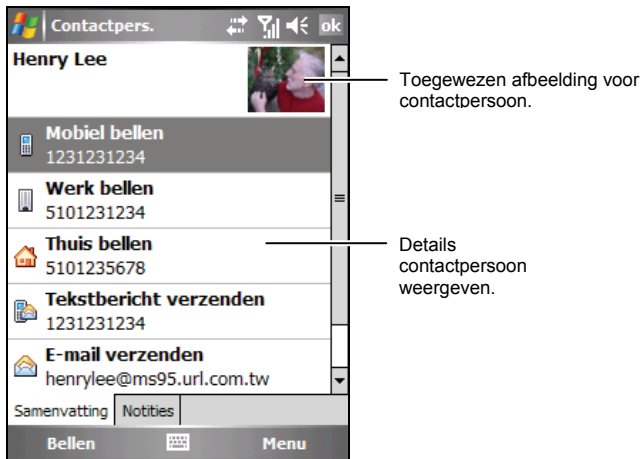 Contactpers.
ok
Henry Lee
Toegewezen afbeelding voor
contactpersoon.
Mobiel bellen
1231231234
Werk bellen
5101231234
Thuis bellen
5101235678
Details
contactpersoon
weergeven.
Tekstbericht verzenden
1231231234
E-mail verzenden
henrylee@ms95.url.com.tw
Samenvatting Notities
Bellen Menu